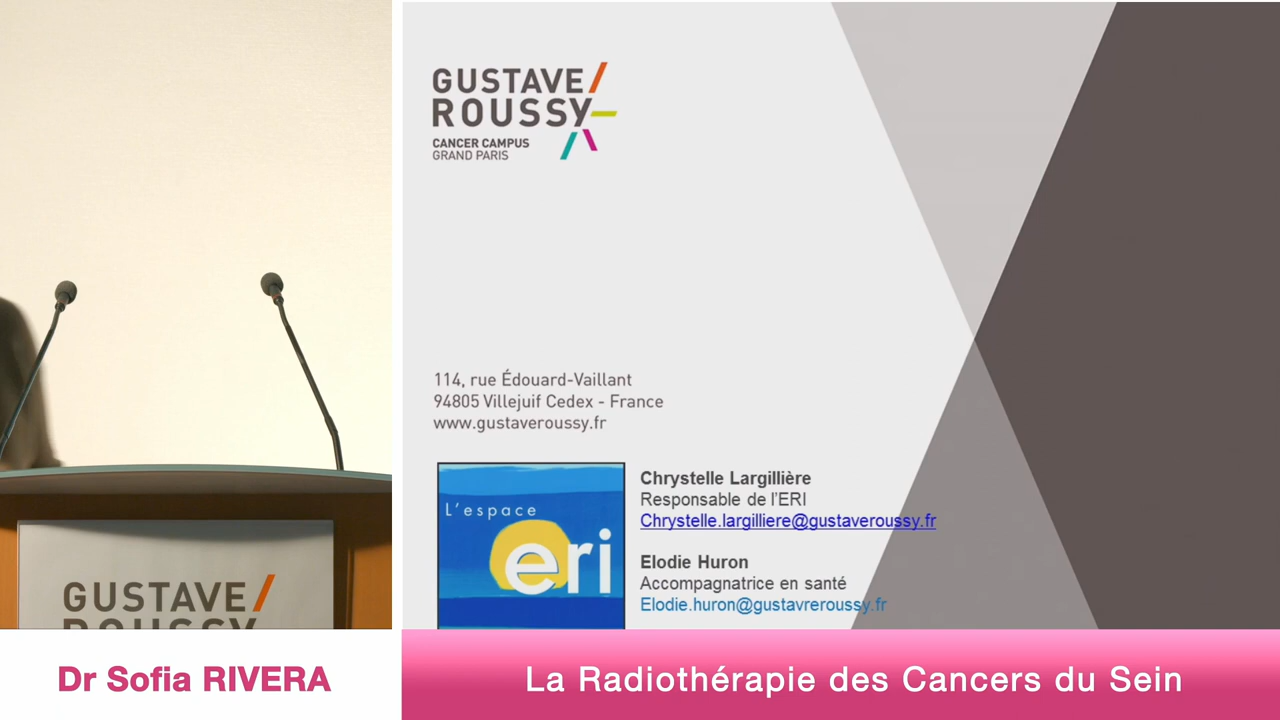 GUSTAVE
ROUSSY
CANCER CAMPUS
GRAND PARIS
114, rue Édouard-Vaillant
94805 Villejuif Cedex - France
www.gustaveroussy.fr
L'espace
eri
Chrystelle Largillière
Responsable de l'ERI
Chrystelle.largilliere@gustaveroussy.fr
Elodie Huron
Accompagnatrice en santé
Elodie.huron@gustavreroussy.fr
GUSTAVE
ROUSSY
Dr Sofia RIVERA
La Radiothérapie des Cancers du Sein